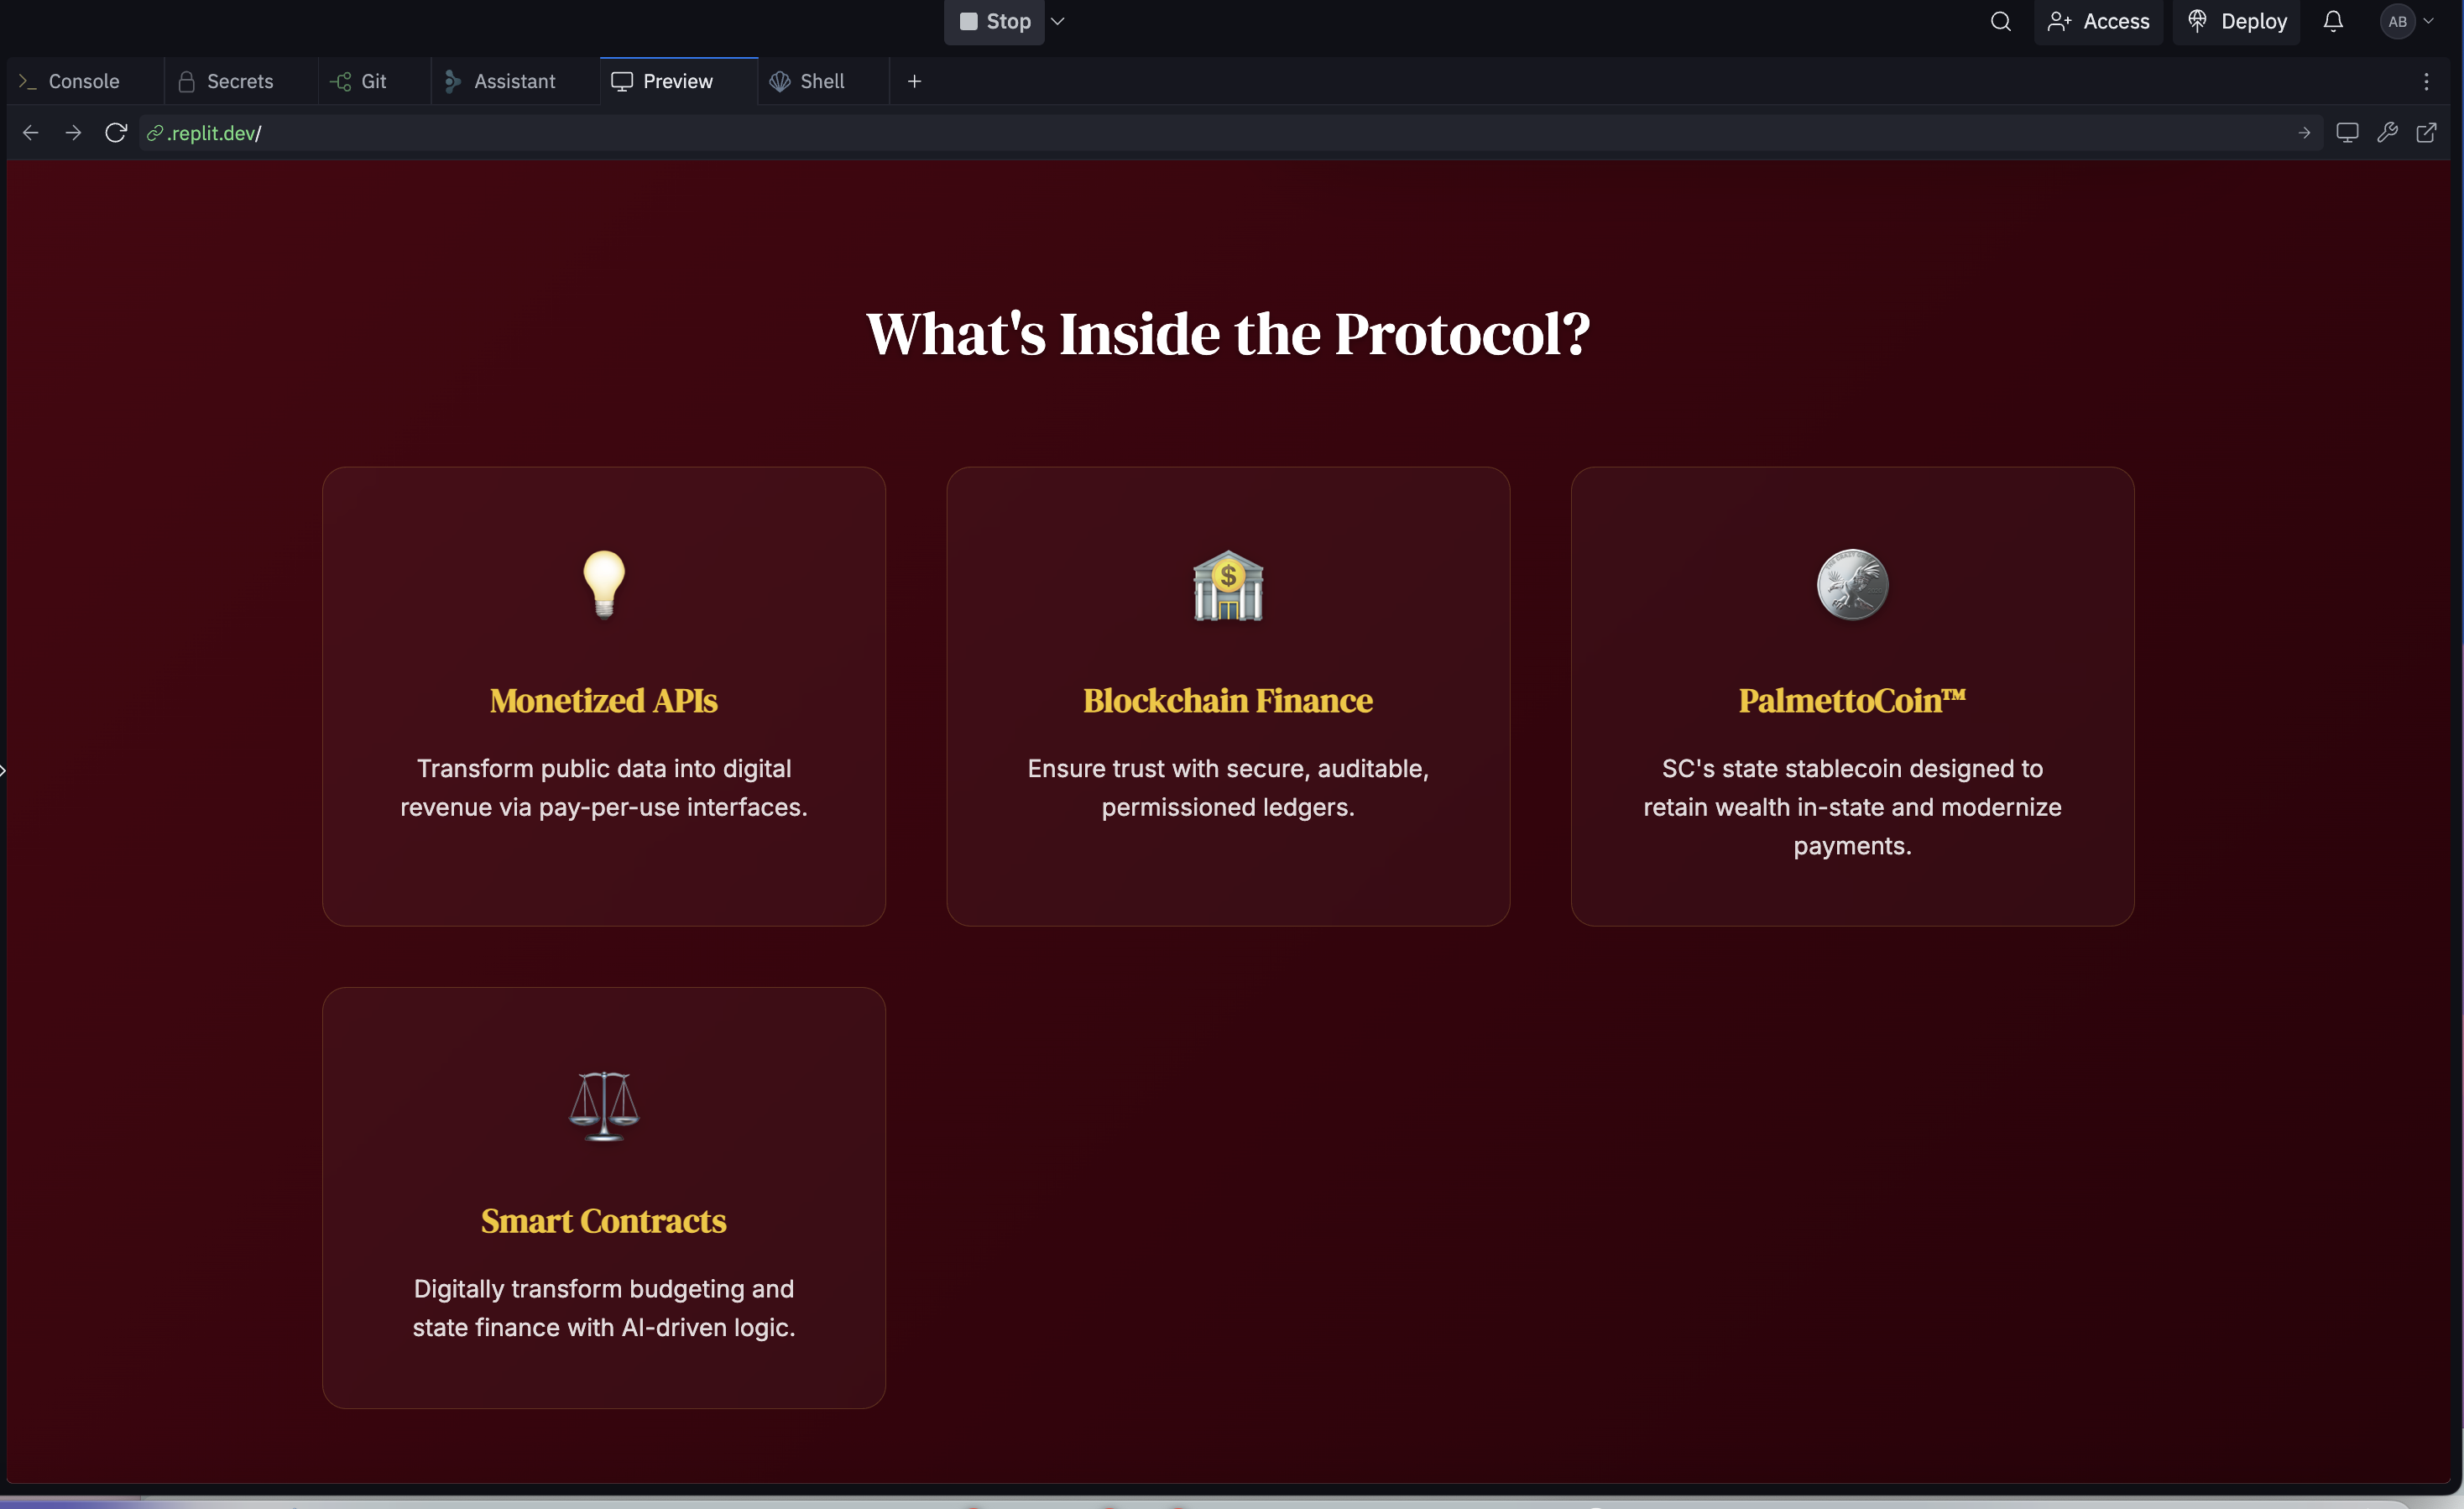 Stop
Access
Deploy
AB
Console
Secrets
Git
Assistant
Preview
Shell
.replit.dev/
What's Inside the Protocol?
Monetized APIs
Transform public data into digital
revenue via pay-per-use interfaces.
Blockchain Finance
Ensure trust with secure, auditable,
permissioned ledgers.
PalmettoCoin™
SC's state stablecoin designed to
retain wealth in-state and modernize
payments.
Smart Contracts
Digitally transform budgeting and
state finance with AI-driven logic.